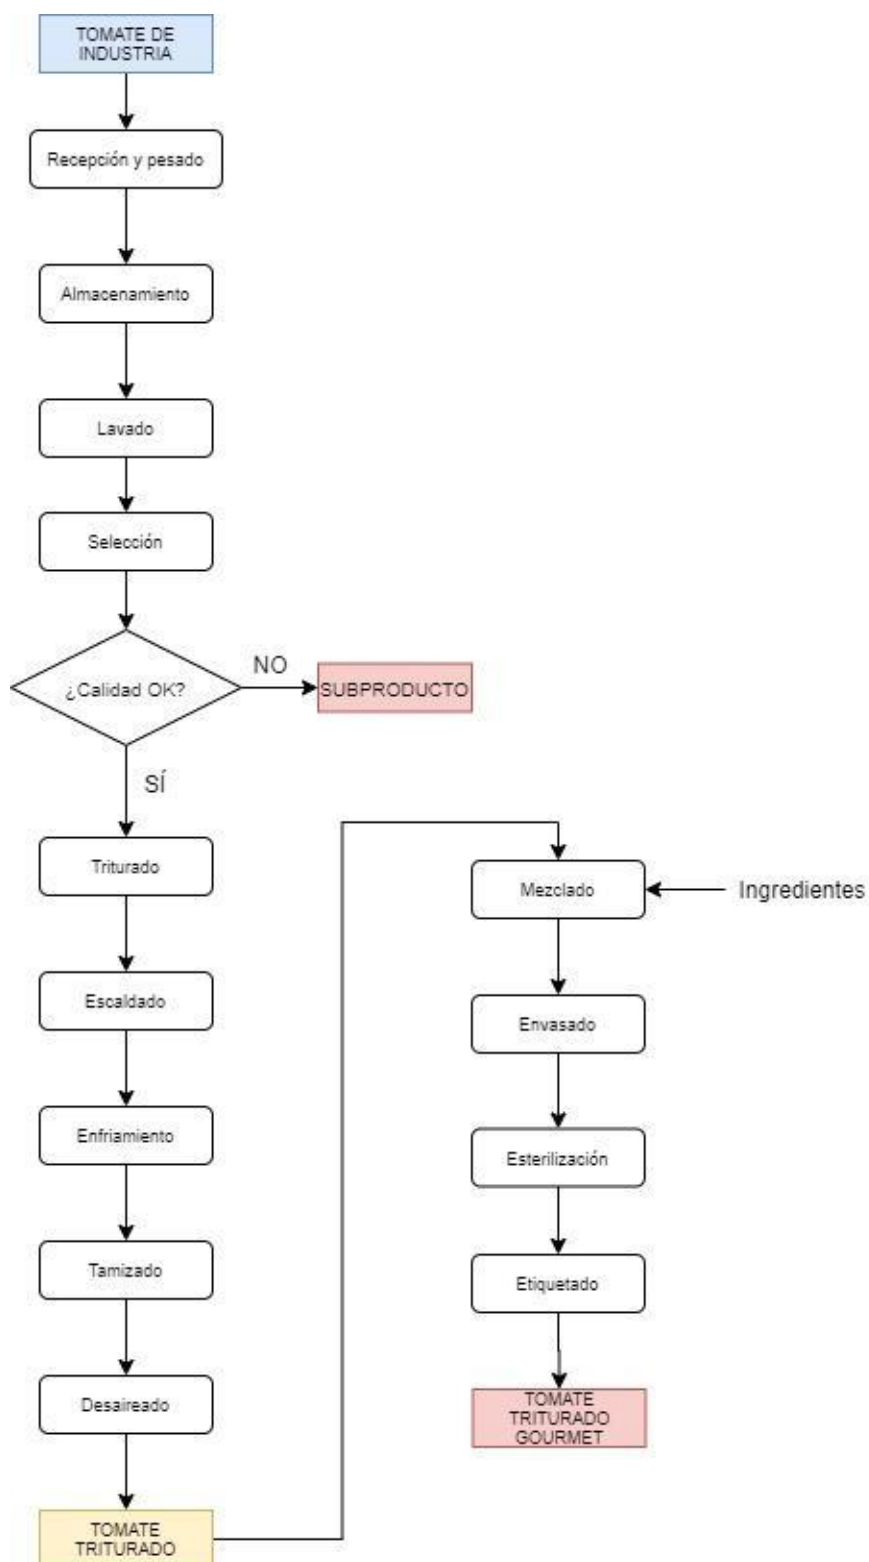 TOMATE DE
INDUSTRIA
Recepción y pesado
Almacenamiento
Lavado
Selección
¿Calidad OK?
NO
SUBPRODUCTO
SÍ
Triturado
Escaldado
Enfriamiento
Tamizado
Desaireado
TOMATE
TRITURADO
Mezclado
Ingredientes
Envasado
Esterilización
Etiquetado
TOMATE
TRITURADO
GOURMET